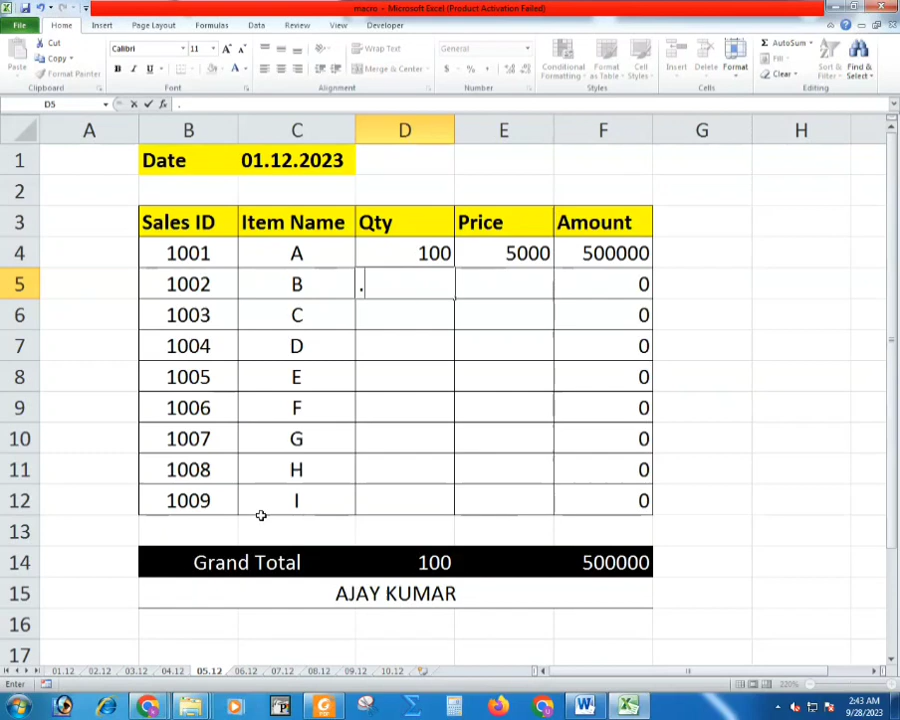 macro - Microsoft Excel (Product Activation Failed)
File Home Insert Page Layout Formulas Data Review View Developer
Paste Cut Copy Format Painter Clipboard
Calibri 11 B I U A Font
Wrap Text Merge & Center Alignment
General $ % , Number
Conditional Formatting Format as Table Cell Styles Styles
Insert Delete Format Cells
Σ AutoSum Fill Clear Sort & Filter Find & Select Editing
D5 fx .
A B C D E F G H
1 Date 01.12.2023
2
3 Sales ID Item Name Qty Price Amount
4 1001 A 100 5000 500000
5 1002 B . 0
6 1003 C 0
7 1004 D 0
8 1005 E 0
9 1006 F 0
10 1007 G 0
11 1008 H 0
12 1009 I 0
13
14 Grand Total 100 500000
15 AJAY KUMAR
16
17
01.12 02.12 03.12 04.12 05.12 06.12 07.12 08.12 09.12 10.12
Enter 220%
2:43 AM
9/28/2023